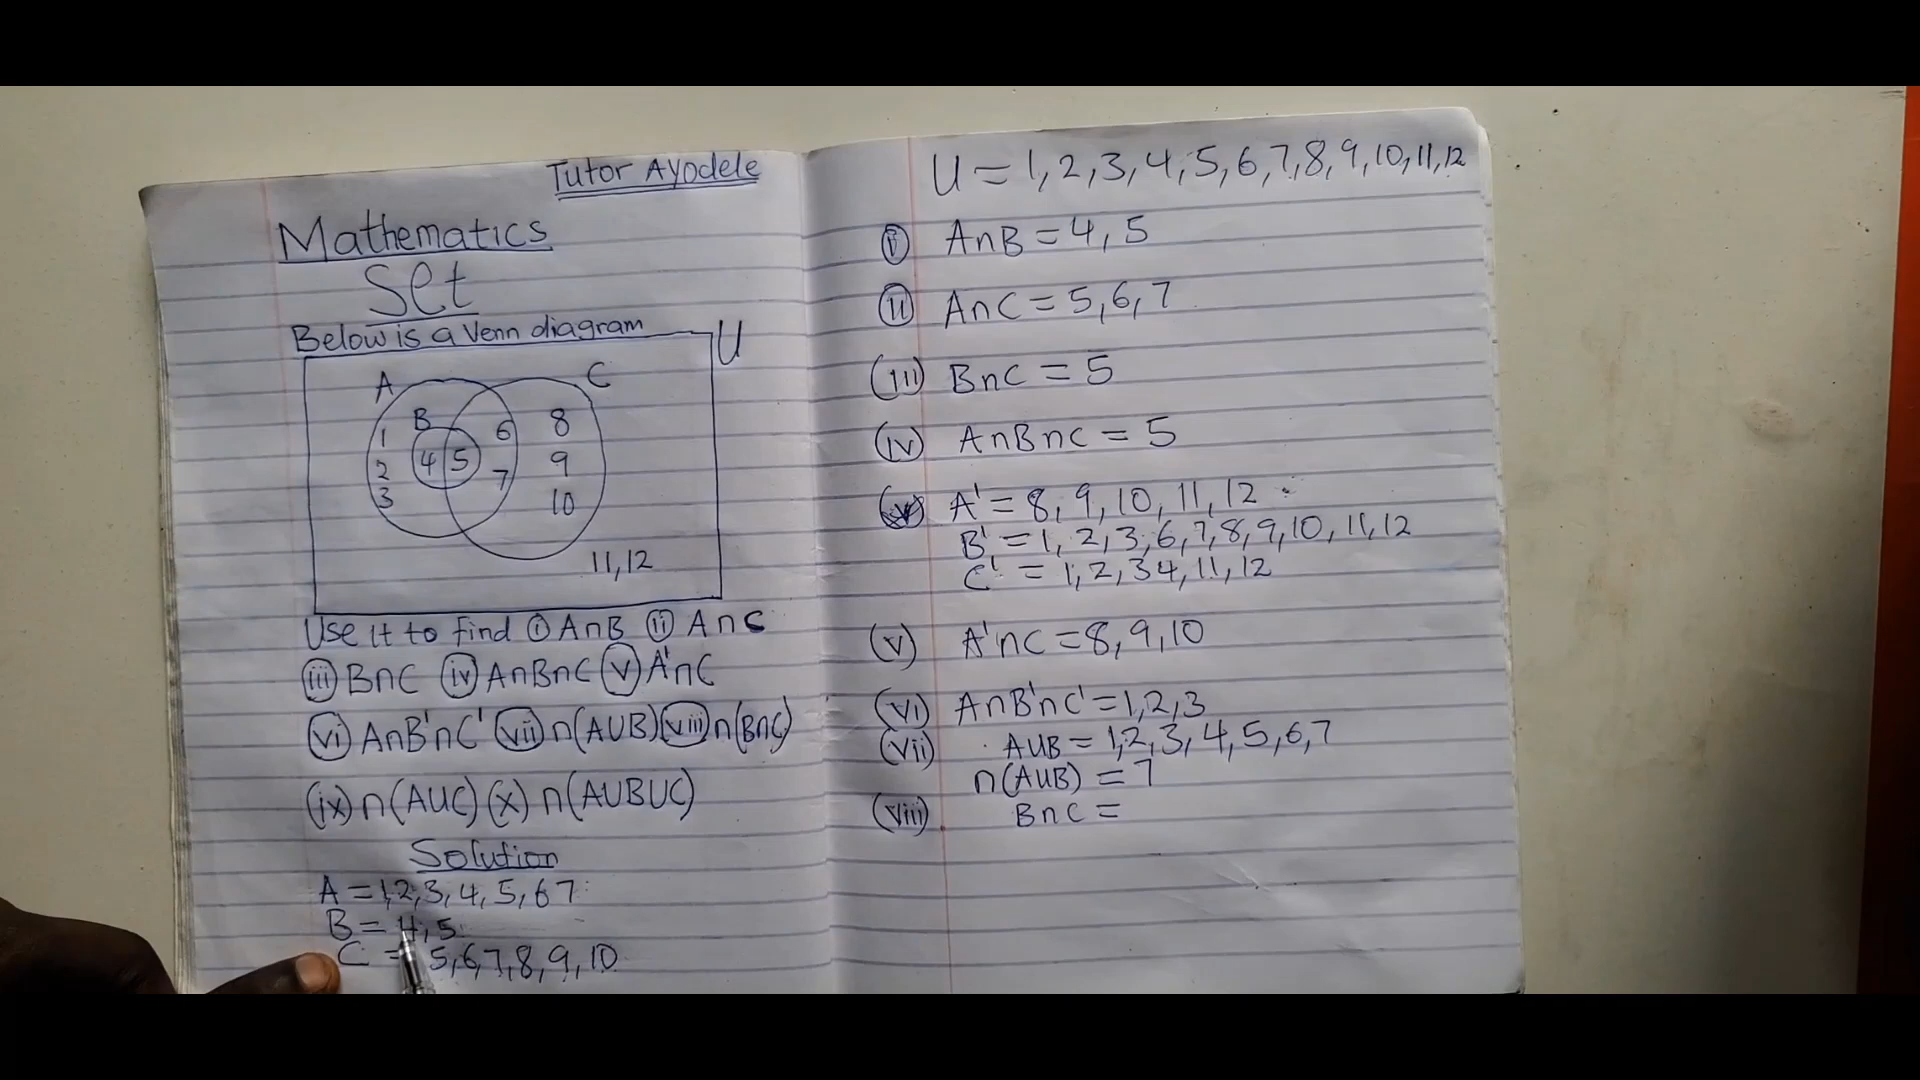 Tutor Ayodele
Mathematics
Set
Below is a Venn diagram
U
A
C
B
1
2
3
4
5
6
7
8
9
10
11,12
Use it to find (i) A∩B (ii) A∩C
(iii) B∩C (iv) A∩B∩C (v) A'∩C
(vi) A∩B'∩C' (vii) n(AUB) (viii) n(B∩C)
(ix) n(AUC) (x) n(AUBUC)
Solution
A = 1,2,3,4,5,6 7
B = 4,5
C = 5,6,7,8,9,10
U = 1,2,3,4,5,6,7,8,9,10,11,12
(i) A∩B = 4,5
(ii) A∩C = 5,6,7
(iii) B∩C = 5
(iv) A∩B∩C = 5
A' = 8,9,10,11,12
B' = 1,2,3,6,7,8,9,10,11,12
C' = 1,2,3 4,11,12
(v) A'∩C = 8,9,10
(vi) A∩B'∩C' = 1,2,3
(vii) AUB = 1,2,3,4,5,6,7
n(AUB) = 7
(viii) B∩C =